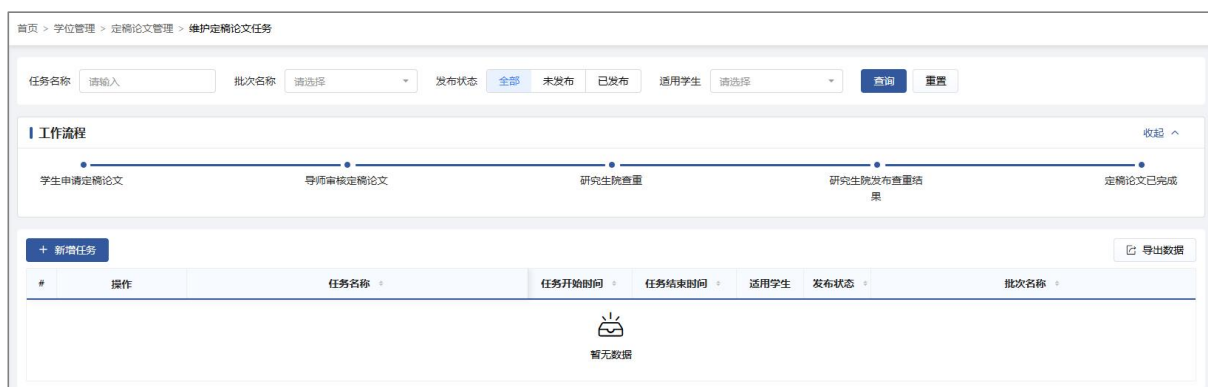 首页 > 学位管理 > 定稿论文管理 > 维护定稿论文任务
任务名称 请输入 批次名称 请选择 发布状态 全部 未发布 已发布 适用学生 请选择 查询 重置
工作流程 收起
学生申请定稿论文 导师审核定稿论文 研究生院查重 研究生院发布查重结 定稿论文已完成
果
+ 新增任务 导出数据
# 操作 任务名称 任务开始时间 任务结束时间 适用学生 发布状态 批次名称
暂无数据